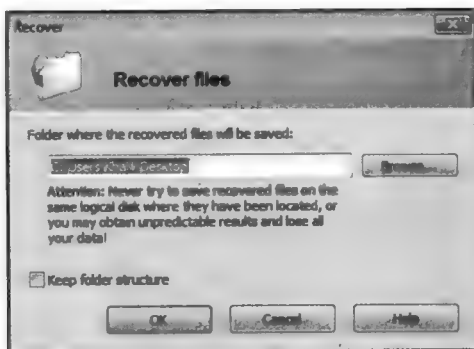 Recover
Recover files
Folder where the recovered files will be saved:
Desktop
Browse...
Attention: Never try to save recovered files on the
same logical disk where they have been located, or
you may obtain unpredictable results and lose all
your data!
Keep folder structure
OK
Cancel
Help